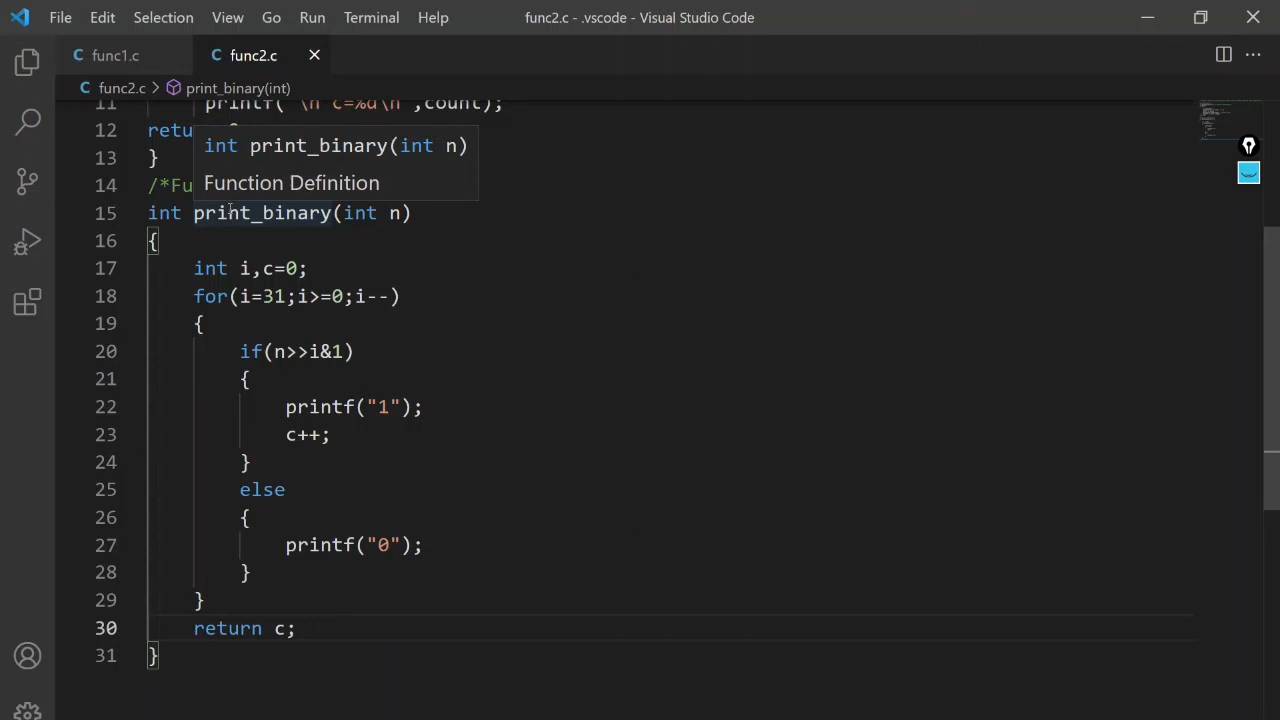 File Edit Selection View Go Run Terminal Help func2.c - .vscode - Visual Studio Code
C func1.c C func2.c
C func2.c > print_binary(int)
11 printf("\n c=%d\n",count);
12 retu
13 }
14 /*Fu
int print_binary(int n)
Function Definition
15 int print_binary(int n)
16 {
17 int i,c=0;
18 for(i=31;i>=0;i--)
19 {
20 if(n>>i&1)
21 {
22 printf("1");
23 c++;
24 }
25 else
26 {
27 printf("0");
28 }
29 }
30 return c;
31 }